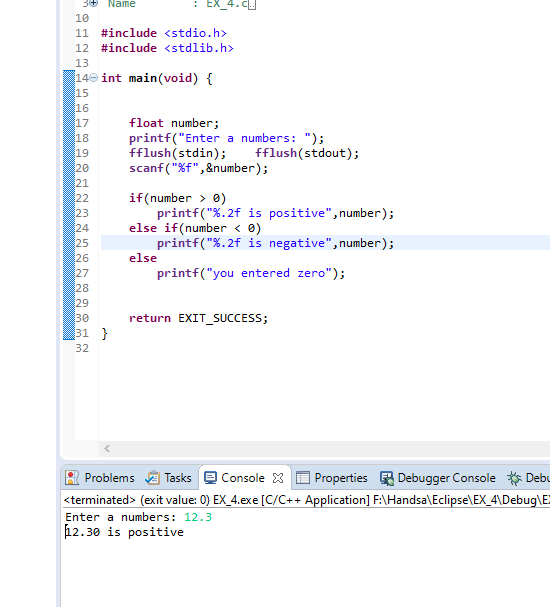 3 Name : EX_4.c
10
11 #include <stdio.h>
12 #include <stdlib.h>
13
14 int main(void) {
15
16
17 float number;
18 printf("Enter a numbers: ");
19 fflush(stdin); fflush(stdout);
20 scanf("%f",&number);
21
22 if(number > 0)
23 printf("%.2f is positive",number);
24 else if(number < 0)
25 printf("%.2f is negative",number);
26 else
27 printf("you entered zero");
28
29
30 return EXIT_SUCCESS;
31 }
32
Problems Tasks Console Properties Debugger Console Debu
<terminated> (exit value: 0) EX_4.exe [C/C++ Application] F:\Handsa\Eclipse\EX_4\Debug\EX
Enter a numbers: 12.3
12.30 is positive